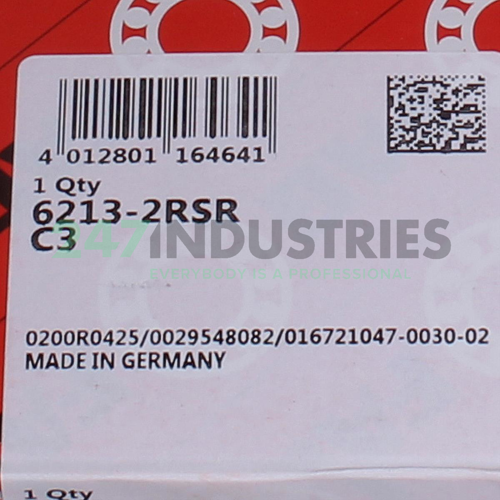 4 012801 164641
1 Qty
6213-2RSR
C3
247INDUSTRIES
EVERYBODY IS A PROFESSIONAL
0200R0425/0029548082/016721047-0030-02
MADE IN GERMANY
1 Qty